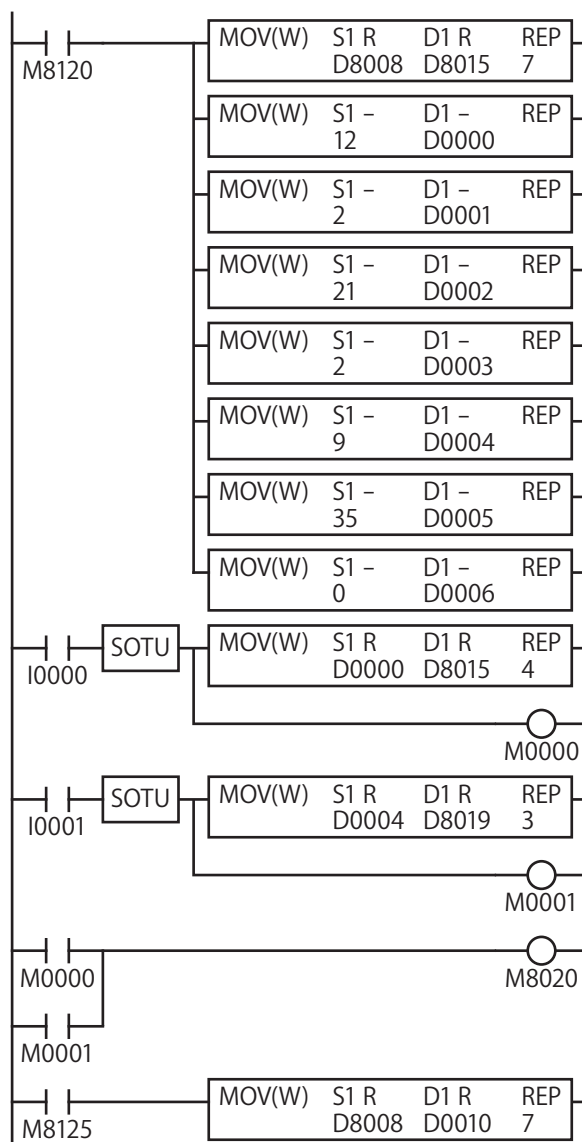 MOV(W) S1 R D1 R REP
D8008 D8015 7
M8120
MOV(W) S1 – D1 – REP
12 D0000
MOV(W) S1 – D1 – REP
2 D0001
MOV(W) S1 – D1 – REP
21 D0002
MOV(W) S1 – D1 – REP
2 D0003
MOV(W) S1 – D1 – REP
9 D0004
MOV(W) S1 – D1 – REP
35 D0005
MOV(W) S1 – D1 – REP
0 D0006
SOTU MOV(W) S1 R D1 R REP
I0000 D0000 D8015 4
M0000
SOTU MOV(W) S1 R D1 R REP
I0001 D0004 D8019 3
M0001
M0000 M8020
M0001
MOV(W) S1 R D1 R REP
M8125 D8008 D0010 7